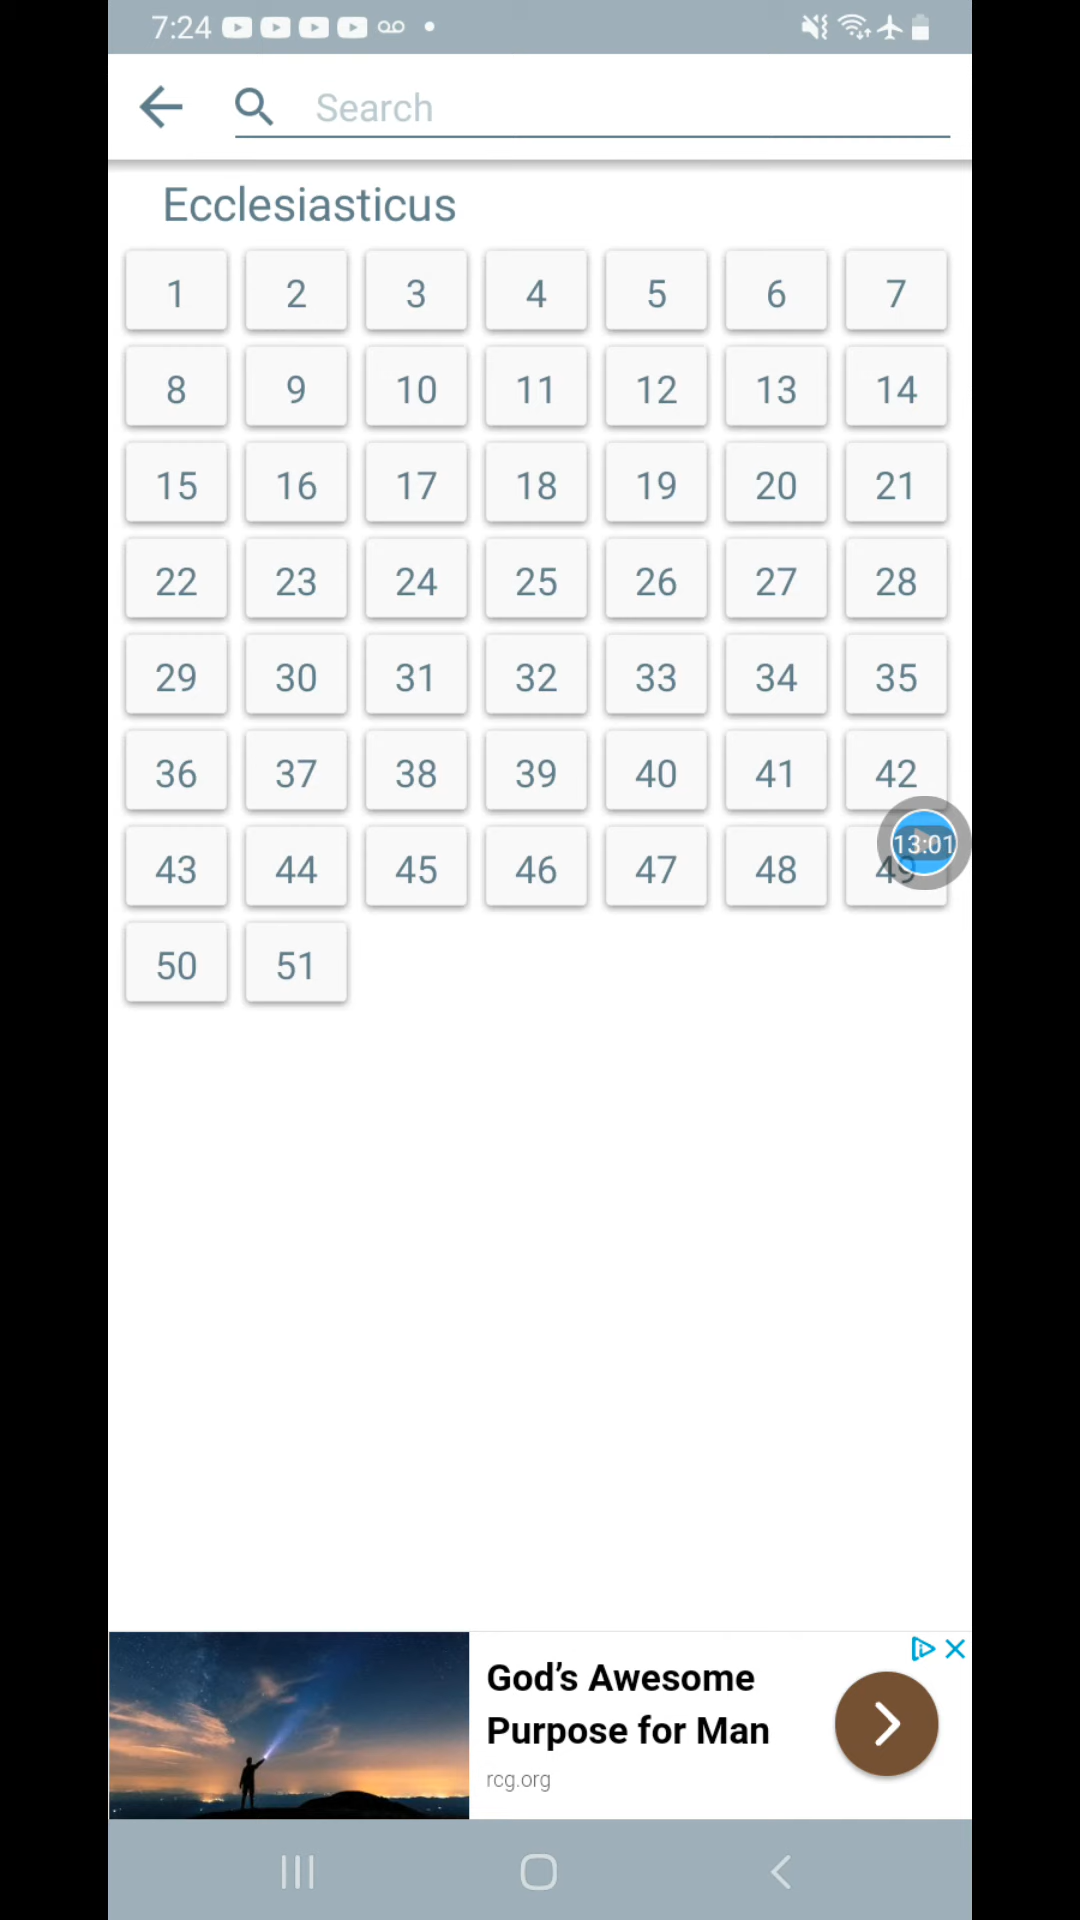 7:24
Search
Ecclesiasticus
1 2 3 4 5 6 7
8 9 10 11 12 13 14
15 16 17 18 19 20 21
22 23 24 25 26 27 28
29 30 31 32 33 34 35
36 37 38 39 40 41 42
13:01
43 44 45 46 47 48 49
50 51
God’s Awesome
Purpose for Man
rcg.org